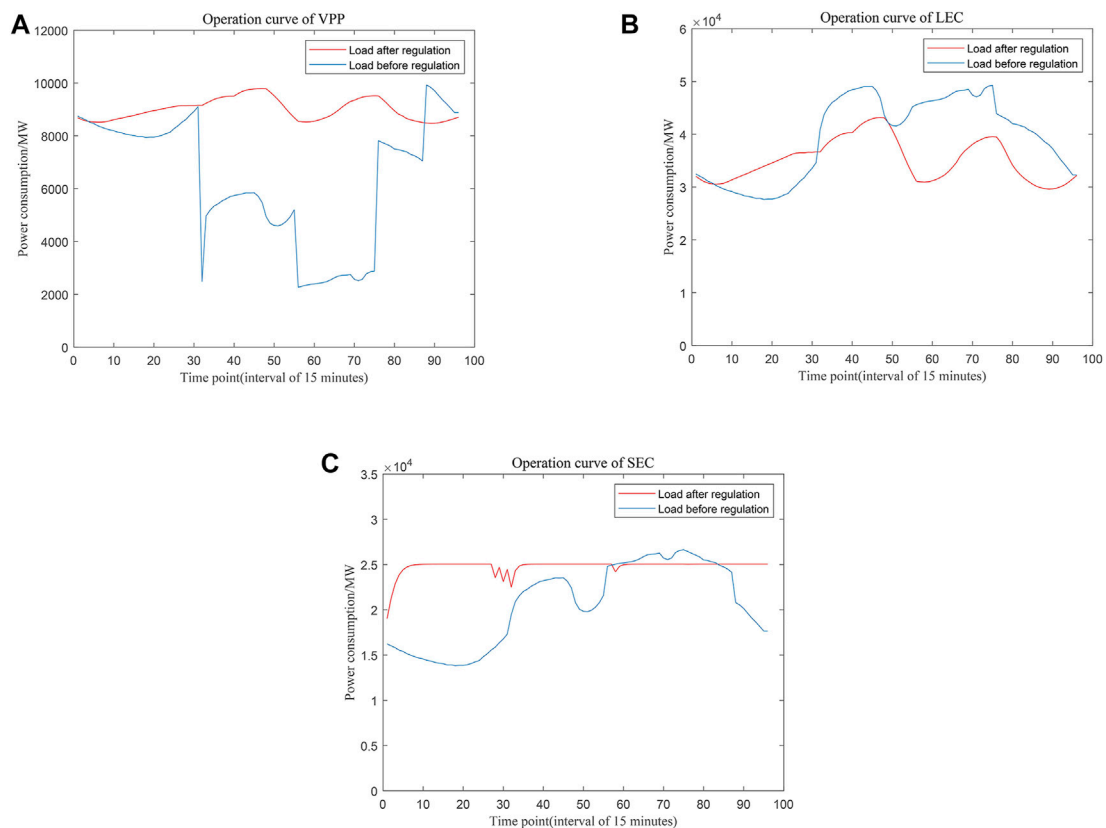 A
Operation curve of VPP
12000
10000
8000
6000
4000
2000
0
Power consumption/MW
Load after regulation
Load before regulation
0 10 20 30 40 50 60 70 80 90 100
Time point(interval of 15 minutes)
B
Operation curve of LEC
×10⁴
6
5
4
3
2
1
0
Power consumption/MW
Load after regulation
Load before regulation
0 10 20 30 40 50 60 70 80 90 100
Time point(interval of 15 minutes)
C
Operation curve of SEC
×10⁴
3.5
3
2.5
2
1.5
1
0.5
0
Power consumption/MW
Load after regulation
Load before regulation
0 10 20 30 40 50 60 70 80 90 100
Time point(interval of 15 minutes)